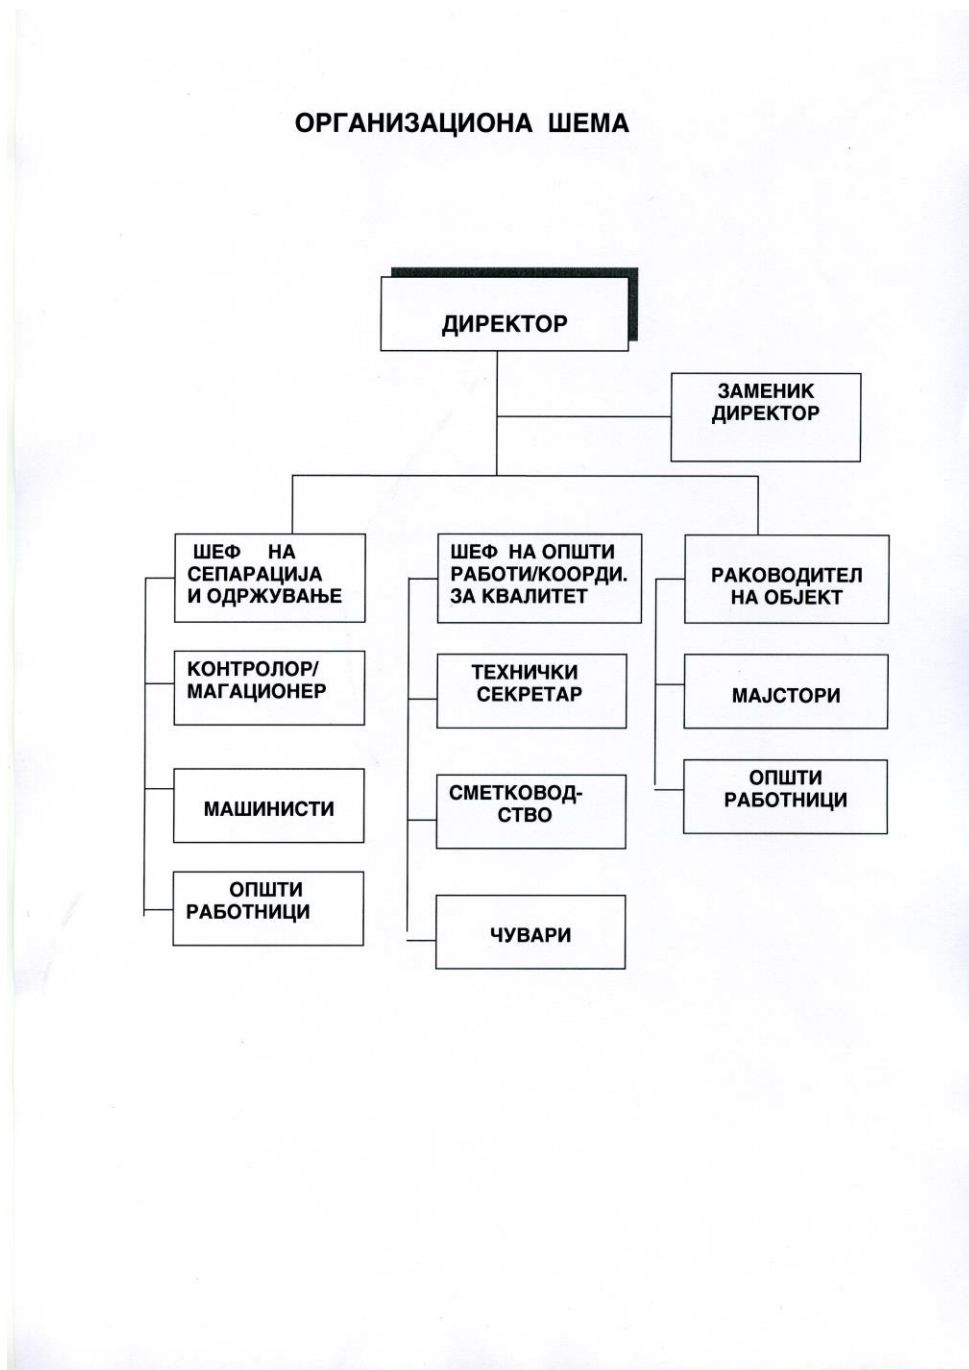 ОРГАНИЗАЦИОНА ШЕМА
ДИРЕКТОР
ЗАМЕНИК
ДИРЕКТОР
ШЕФ НА
СЕПАРАЦИЈА
И ОДРЖУВАЊЕ
КОНТРОЛОР/
МАГАЦИОНЕР
МАШИНИСТИ
ОПШТИ
РАБОТНИЦИ
ШЕФ НА ОПШТИ
РАБОТИ/КООРДИ.
ЗА КВАЛИТЕТ
ТЕХНИЧКИ
СЕКРЕТАР
СМЕТКОВОД-
СТВО
ЧУВАРИ
РАКОВОДИТЕЛ
НА ОБЈЕКТ
МАЈСТОРИ
ОПШТИ
РАБОТНИЦИ